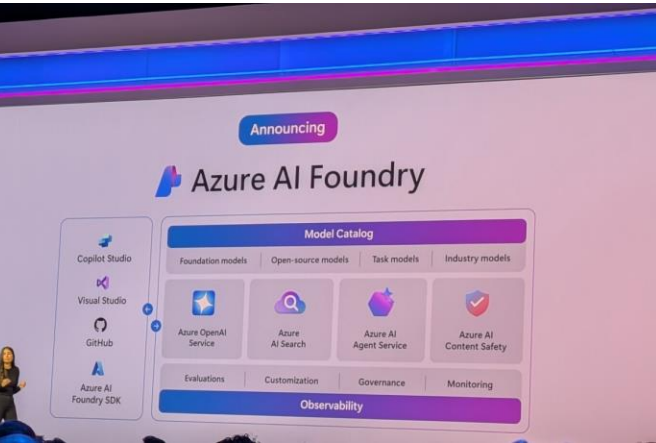 Announcing
Azure AI Foundry
Copilot Studio
Visual Studio
GitHub
Azure AI
Foundry SDK
Model Catalog
Foundation models
Open-source models
Task models
Industry models
Azure OpenAI
Service
Azure
AI Search
Azure AI
Agent Service
Azure AI
Content Safety
Evaluations
Customization
Governance
Monitoring
Observability